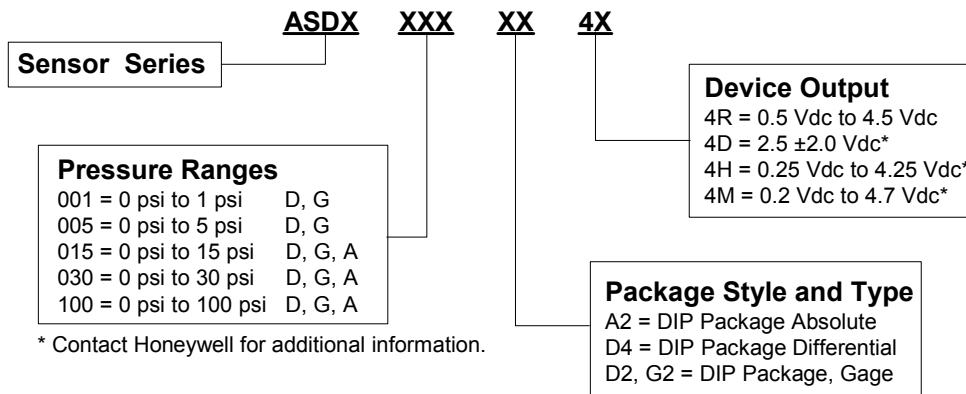 ASDX XXX XX 4X
Sensor Series
Device Output
4R = 0.5 Vdc to 4.5 Vdc
4D = 2.5 ±2.0 Vdc*
4H = 0.25 Vdc to 4.25 Vdc*
4M = 0.2 Vdc to 4.7 Vdc*
Pressure Ranges
001 = 0 psi to 1 psi D, G
005 = 0 psi to 5 psi D, G
015 = 0 psi to 15 psi D, G, A
030 = 0 psi to 30 psi D, G, A
100 = 0 psi to 100 psi D, G, A
* Contact Honeywell for additional information.
Package Style and Type
A2 = DIP Package Absolute
D4 = DIP Package Differential
D2, G2 = DIP Package, Gage